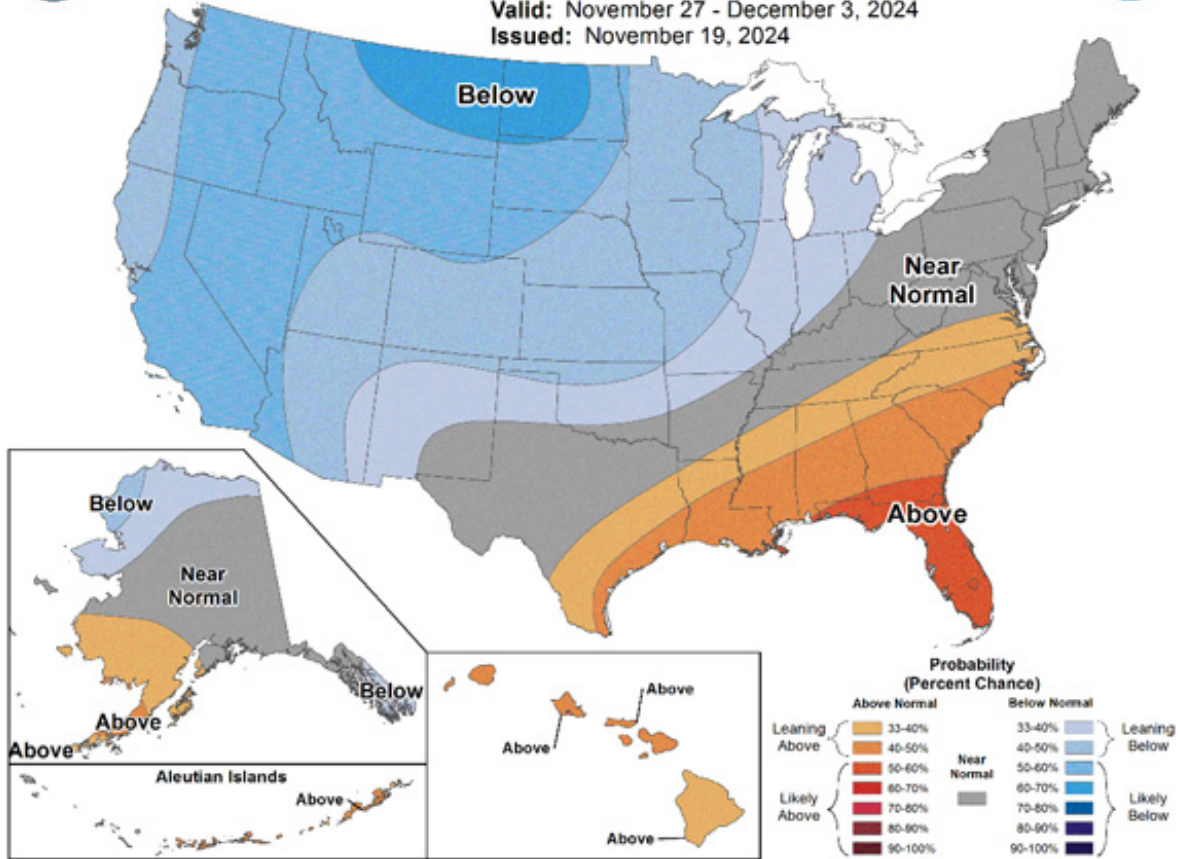 Valid: November 27 - December 3, 2024
Issued: November 19, 2024
Below
Near
Normal
Above
Below
Near
Normal
Below
Above
Above
Aleutian Islands
Above
Above
Above
Above
Probability
(Percent Chance)
Above Normal
Below Normal
Leaning
Above
33-40%
40-50%
50-60%
60-70%
70-80%
80-90%
90-100%
Likely
Above
Near
Normal
33-40%
40-50%
50-60%
60-70%
70-80%
80-90%
90-100%
Leaning
Below
Likely
Below